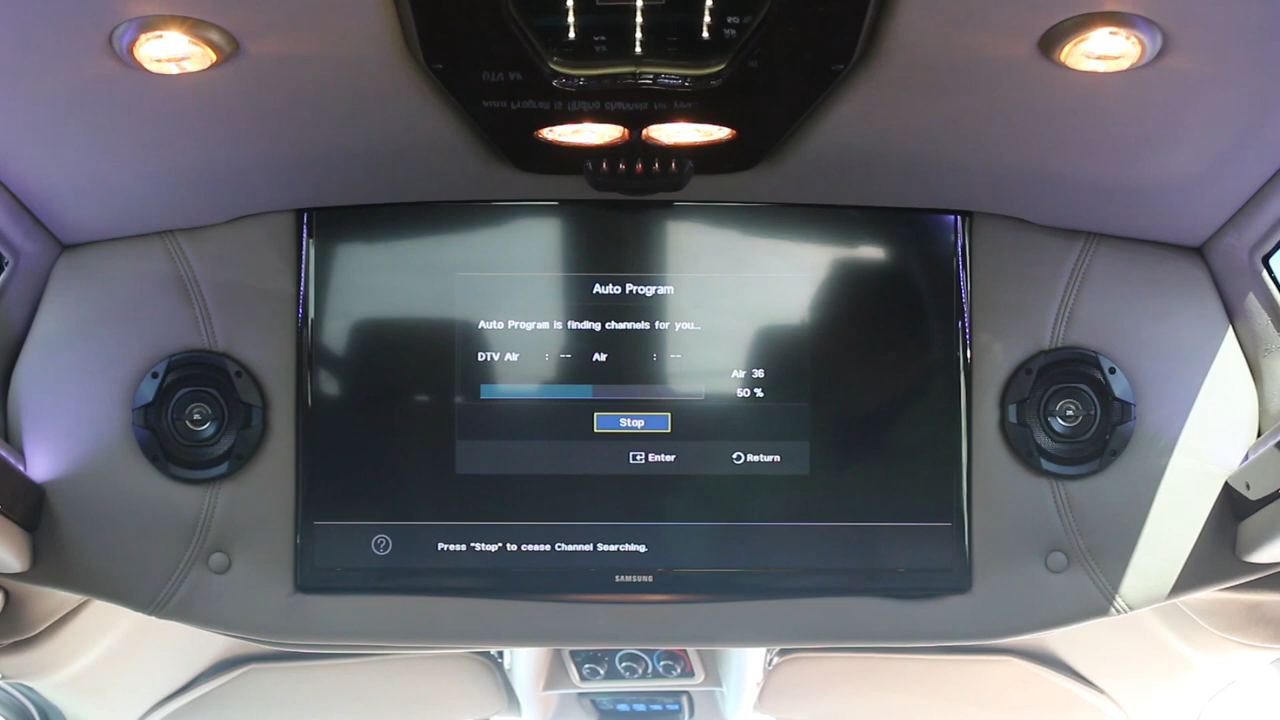 Auto Program
Auto Program is finding channels for you...
DTV Air : -- Air : --
Air 36
50 %
Stop
Enter Return
? Press "Stop" to cease Channel Searching.
SAMSUNG